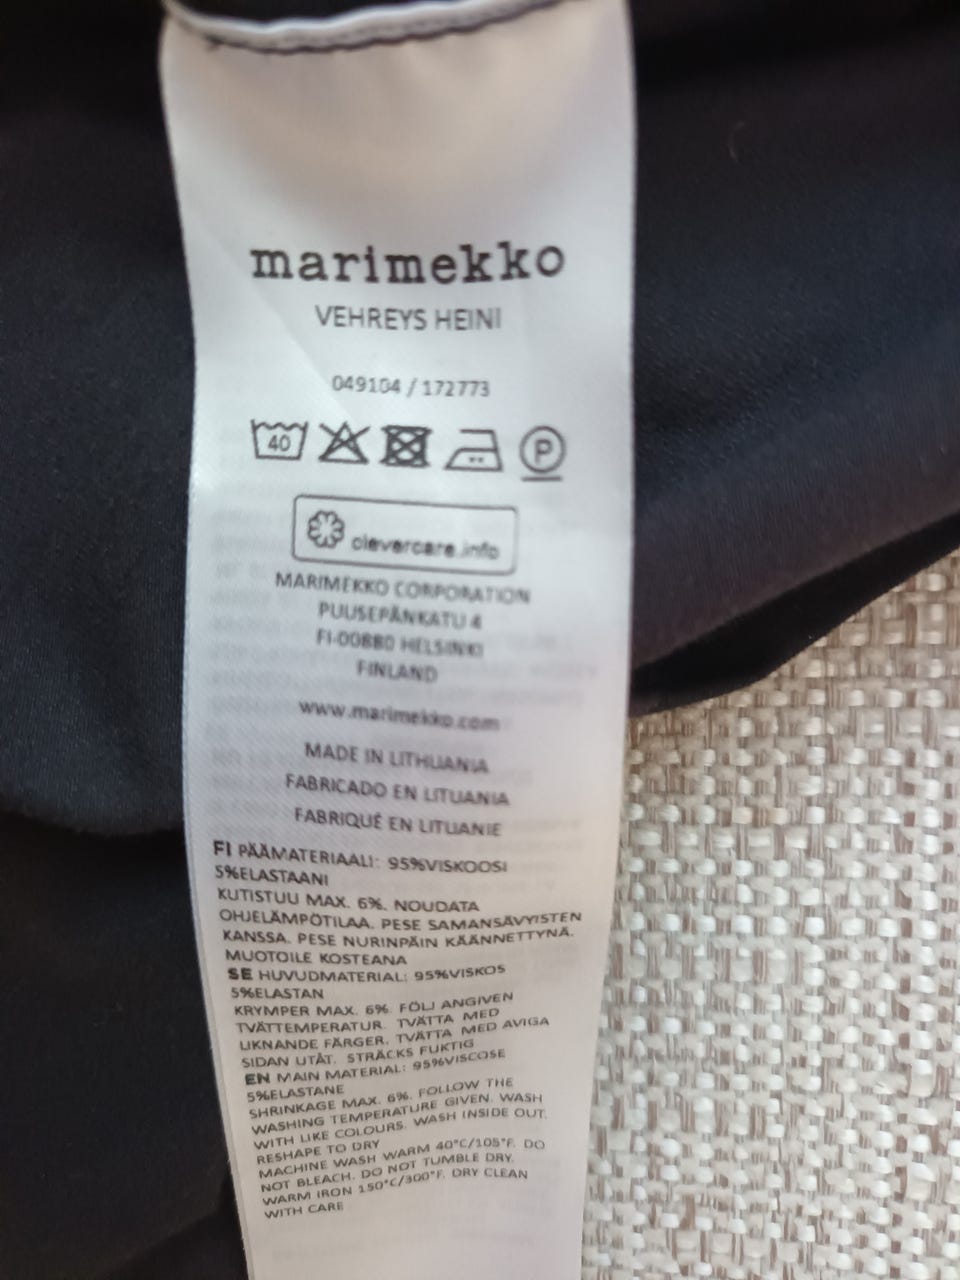 marimekko
VEHREYS HEINI
049104 / 172773
40
P
clevercare.info
MARIMEKKO CORPORATION
PUUSEPÄNKATU 4
FI-00880 HELSINKI
FINLAND
www.marimekko.com
MADE IN LITHUANIA
FABRICADO EN LITUANIA
FABRIQUÉ EN LITUANIE
FI PÄÄMATERIAALI: 95%VISKOOSI
5%ELASTAANI
KUTISTUU MAX. 6%. NOUDATA
OHJELÄMPÖTILAA. PESE SAMANSÄVYISTEN
KANSSA. PESE NURINPÄIN KÄÄNNETTYNÄ.
MUOTOILE KOSTEANA
SE HUVUDMATERIAL: 95%VISKOS
5%ELASTAN
KRYMPER MAX. 6%. FÖLJ ANGIVEN
TVÄTTEMPERATUR. TVÄTTA MED
LIKNANDE FÄRGER. TVÄTTA MED AVIGA
SIDAN UTÅT. STRÄCKS FUKTIG
EN MAIN MATERIAL: 95%VISCOSE
5%ELASTANE
SHRINKAGE MAX. 6%. FOLLOW THE
WASHING TEMPERATURE GIVEN. WASH
WITH LIKE COLOURS. WASH INSIDE OUT.
RESHAPE TO DRY
MACHINE WASH WARM 40°C/105°F. DO
NOT BLEACH. DO NOT TUMBLE DRY.
WARM IRON 150°C/300°F. DRY CLEAN
WITH CARE